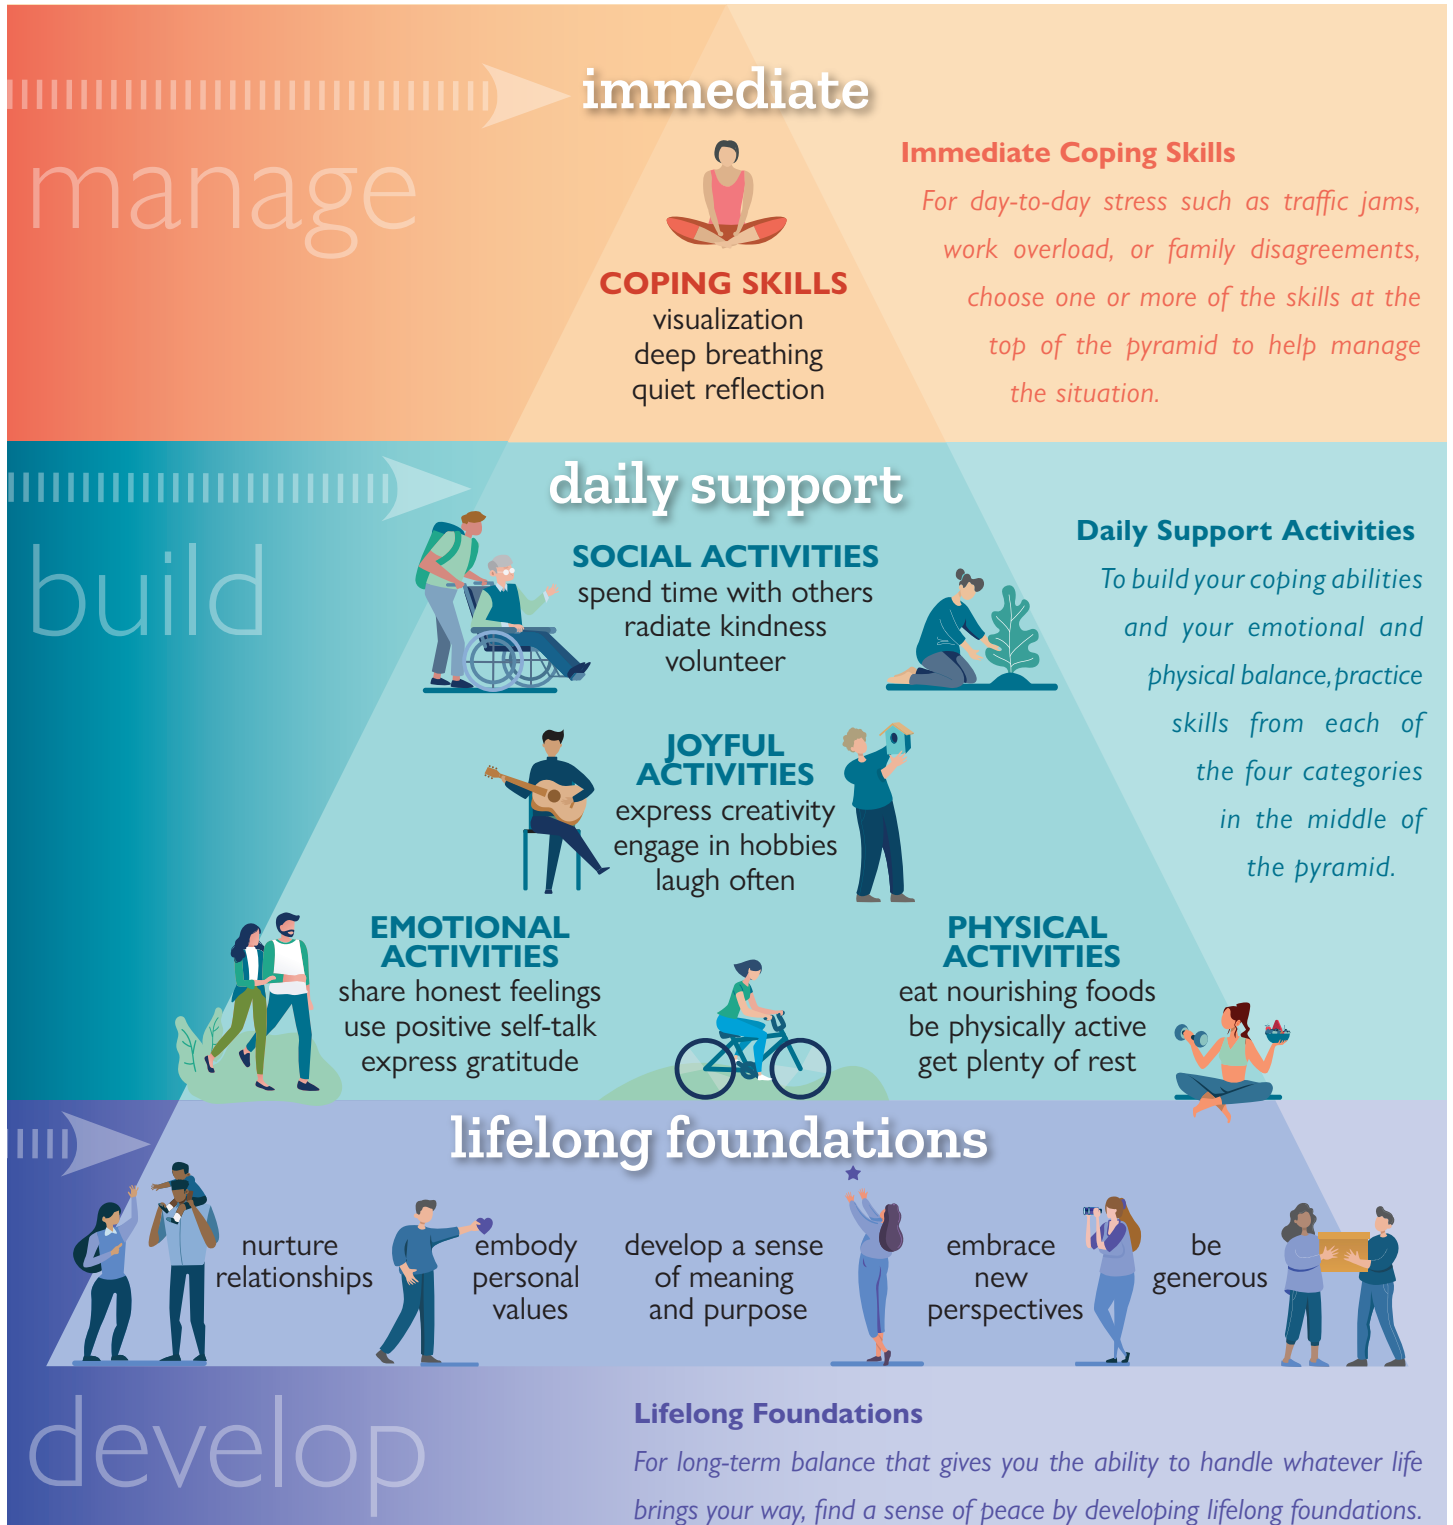 immediate
manage
COPING SKILLS
visualization
deep breathing
quiet reflection
Immediate Coping Skills
For day-to-day stress such as traffic jams,
work overload, or family disagreements,
choose one or more of the skills at the
top of the pyramid to help manage
the situation.
daily support
build
SOCIAL ACTIVITIES
spend time with others
radiate kindness
volunteer
JOYFUL
ACTIVITIES
express creativity
engage in hobbies
laugh often
EMOTIONAL
ACTIVITIES
share honest feelings
use positive self-talk
express gratitude
PHYSICAL
ACTIVITIES
eat nourishing foods
be physically active
get plenty of rest
Daily Support Activities
To build your coping abilities
and your emotional and
physical balance, practice
skills from each of
the four categories
in the middle of
the pyramid.
lifelong foundations
nurture
relationships
embody
personal
values
develop a sense
of meaning
and purpose
embrace
new
perspectives
be
generous
develop
Lifelong Foundations
For long-term balance that gives you the ability to handle whatever life
brings your way, find a sense of peace by developing lifelong foundations.